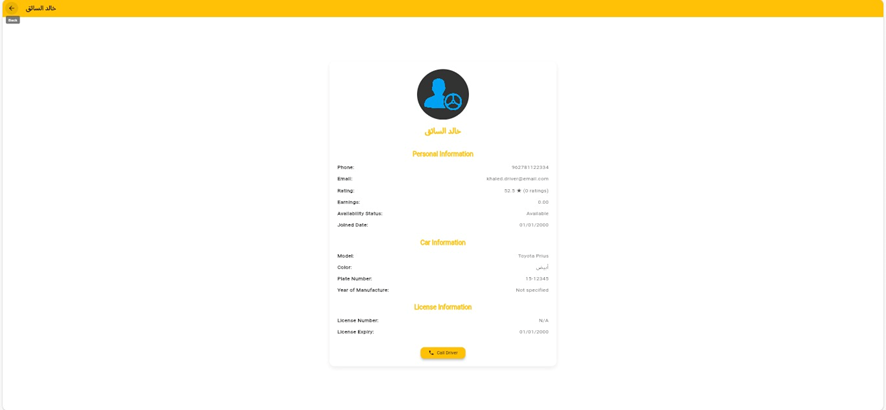 خالد السائق
Back
خالد السائق
Personal Information
Phone: 962781122334
Email: khaled.driver@email.com
Rating: 52.5 ★ (0 ratings)
Earnings: 0.00
Availability Status: Available
Joined Date: 01/01/2000
Car Information
Model: Toyota Prius
Color: أبيض
Plate Number: 15-12345
Year of Manufacture: Not specified
License Information
License Number: N/A
License Expiry: 01/01/2000
Call Driver